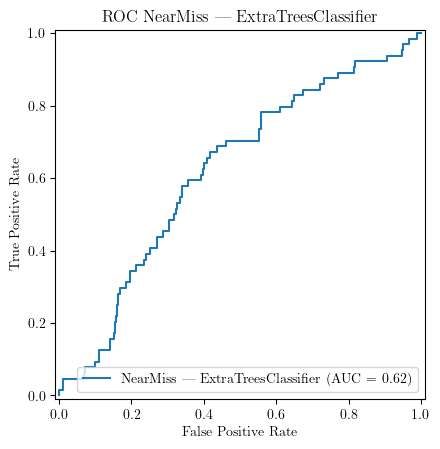 ROC NearMiss — ExtraTreesClassifier
1.0
0.8
0.6
0.4
0.2
0.0
True Positive Rate
NearMiss — ExtraTreesClassifier (AUC = 0.62)
0.0 0.2 0.4 0.6 0.8 1.0
False Positive Rate